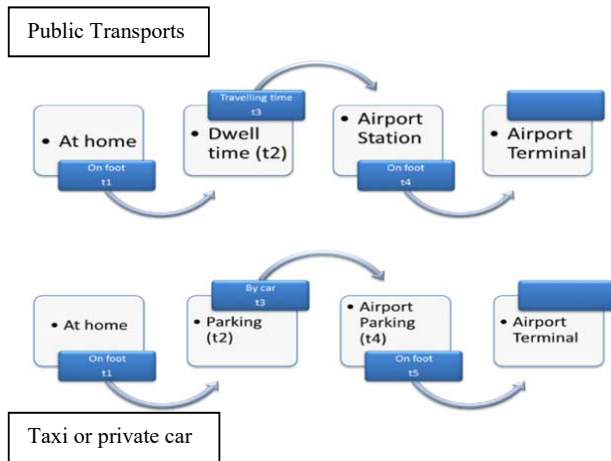 Public Transports
Travelling time
t3
• At home
• Dwell
time (t2)
• Airport
Station
• Airport
Terminal
On foot
t1
On foot
t4
By car
t3
• At home
• Parking
(t2)
• Airport
Parking
(t4)
• Airport
Terminal
On foot
t1
On foot
t5
Taxi or private car